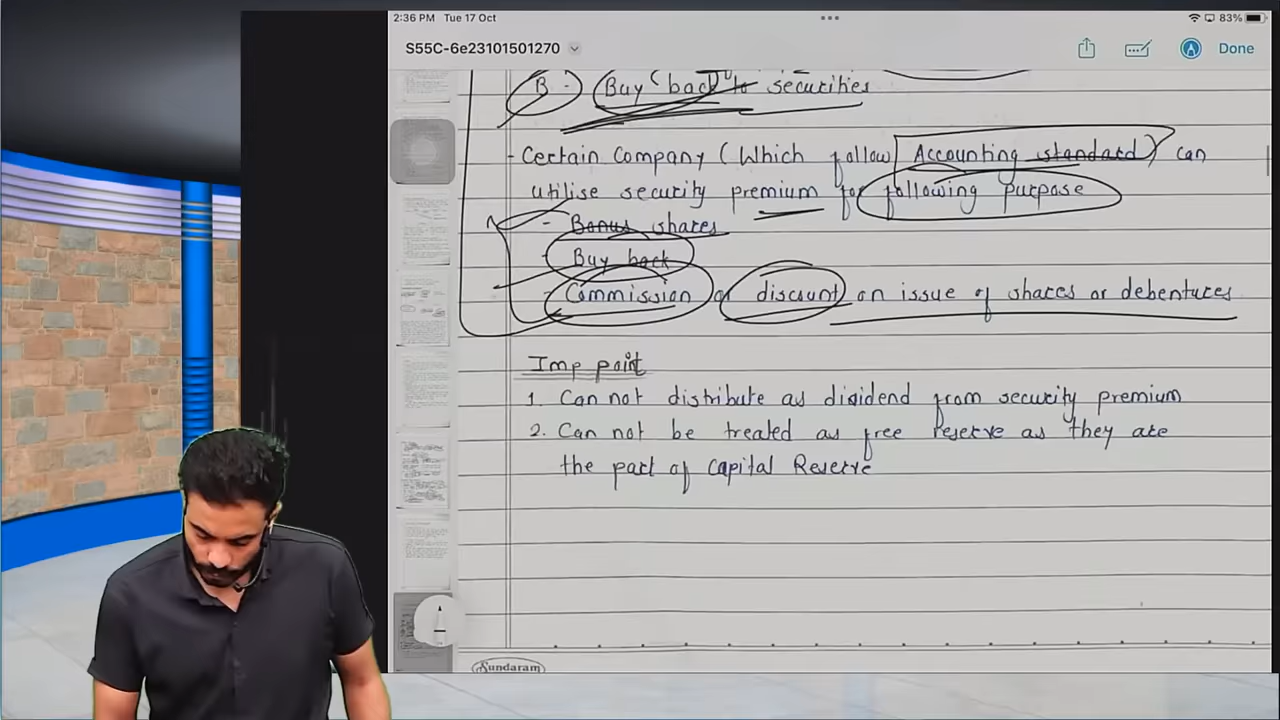 2:36 PM Tue 17 Oct
83%
S55C-6e23101501270
Done
B - Buy back to securities
- Certain Company (Which follow Accounting standard) can
utilise security premium for following purpose
- Bonus shares
- Buy back
- Commission or discount on issue of shares or debentures
Imp point
1. Can not distribute as dividend from security premium
2. Can not be treated as free reserve as they are
the part of Capital Reserve
Sundaram